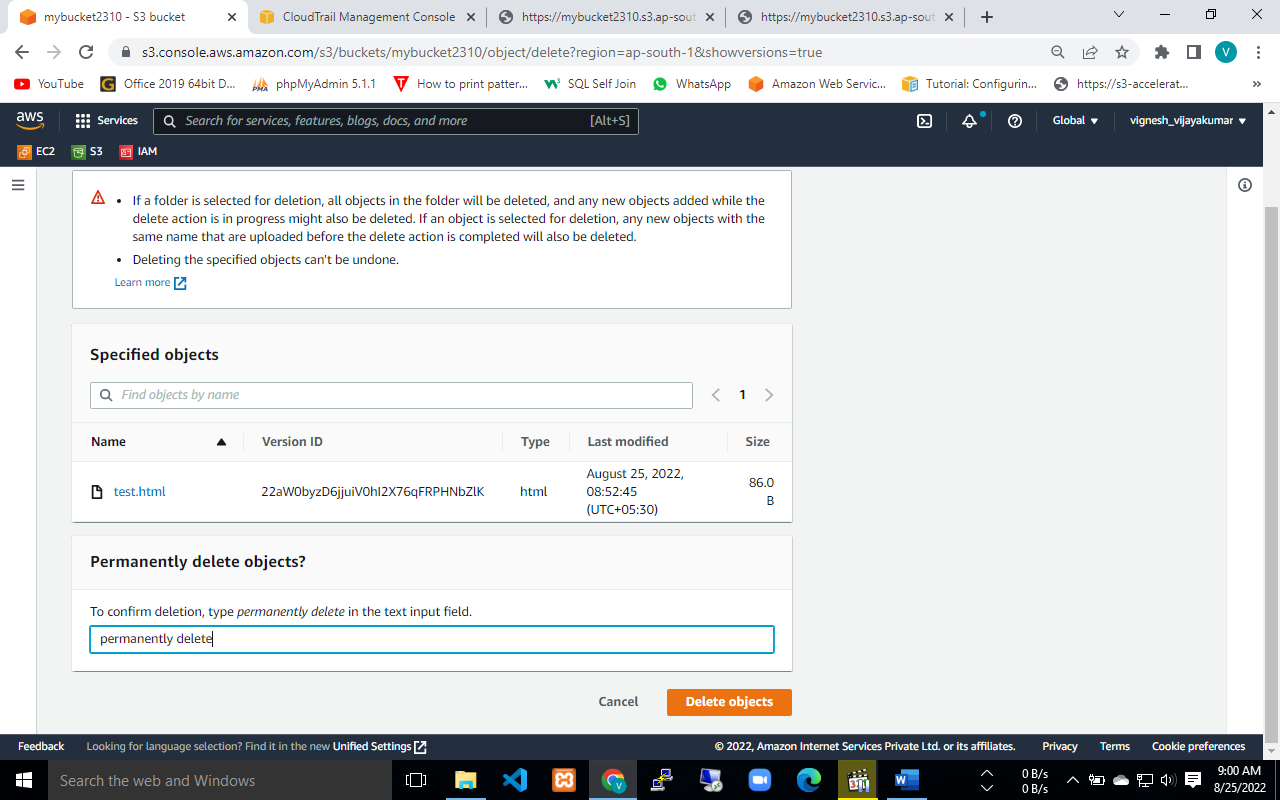 mybucket2310 - S3 bucket
CloudTrail Management Console
https://mybucket2310.s3.ap-sout
https://mybucket2310.s3.ap-sout
s3.console.aws.amazon.com/s3/buckets/mybucket2310/object/delete?region=ap-south-1&showversions=true
V
YouTube
Office 2019 64bit D...
phpMyAdmin 5.1.1
How to print patter...
SQL Self Join
WhatsApp
Amazon Web Servic...
Tutorial: Configurin...
https://s3-accelerat...
»
aws
Services
Search for services, features, blogs, docs, and more
[Alt+S]
Global
vignesh_vijayakumar
EC2
S3
IAM
• If a folder is selected for deletion, all objects in the folder will be deleted, and any new objects added while the
delete action is in progress might also be deleted. If an object is selected for deletion, any new objects with the
same name that are uploaded before the delete action is completed will also be deleted.
• Deleting the specified objects can't be undone.
Learn more
Specified objects
Find objects by name
1
Name
Version ID
Type
Last modified
Size
test.html
22aW0byzD6jjuiV0hI2X76qFRPHNbZlK
html
August 25, 2022,
08:52:45
(UTC+05:30)
86.0
B
Permanently delete objects?
To confirm deletion, type permanently delete in the text input field.
permanently delete
Cancel
Delete objects
Feedback
Looking for language selection? Find it in the new Unified Settings
© 2022, Amazon Internet Services Private Ltd. or its affiliates.
Privacy
Terms
Cookie preferences
Search the web and Windows
0 B/s
0 B/s
9:00 AM
8/25/2022